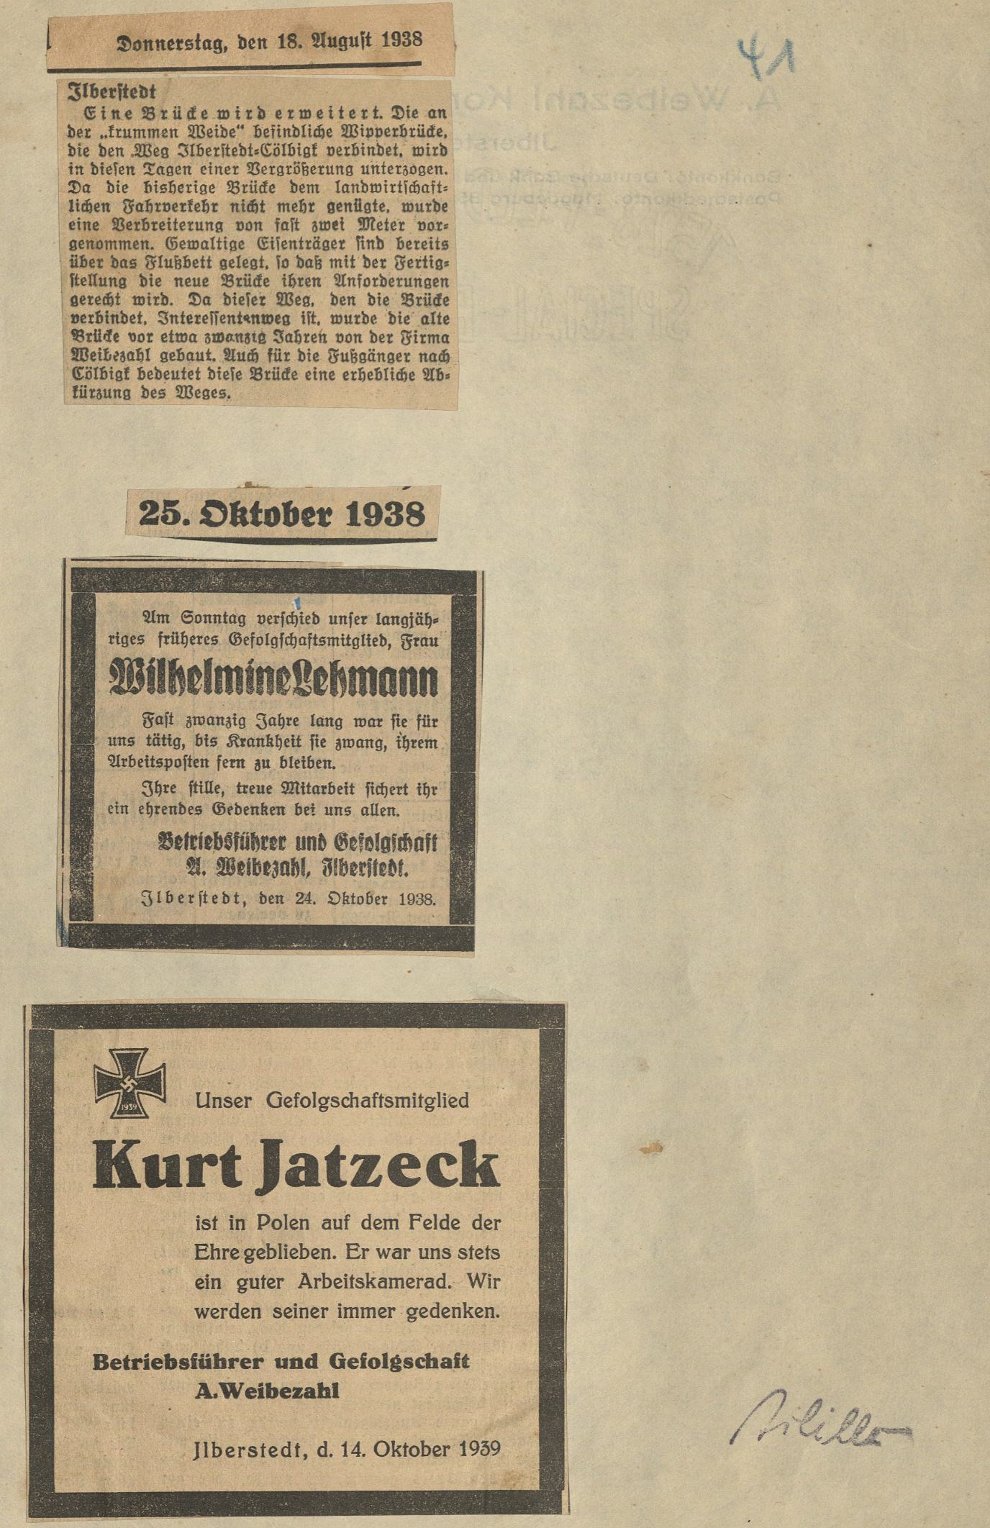 41
Donnerstag, den 18. August 1938
Ilberstedt
Eine Brücke wird erweitert. Die an
der „krummen Weide" befindliche Wipperbrücke,
die den Weg Ilberstedt-Cölbigk verbindet, wird
in diesen Tagen einer Vergrößerung unterzogen.
Da die bisherige Brücke dem landwirtschaft-
lichen Fahrverkehr nicht mehr genügte, wurde
eine Verbreiterung von fast zwei Meter vor-
genommen. Gewaltige Eisenträger sind bereits
über das Flußbett gelegt, so daß mit der Fertig-
stellung die neue Brücke ihren Anforderungen
gerecht wird. Da dieser Weg, den die Brücke
verbindet, Interessentenweg ist, wurde die alte
Brücke vor etwa zwanzig Jahren von der Firma
Weibezahl gebaut. Auch für die Fußgänger nach
Cölbigk bedeutet diese Brücke eine erhebliche Ab-
kürzung des Weges.
25. Oktober 1938
Am Sonntag verschied unser langjäh-
riges früheres Gefolgschaftsmitglied, Frau
Wilhelmine Lehmann
Fast zwanzig Jahre lang war sie für
uns tätig, bis Krankheit sie zwang, ihrem
Arbeitsposten fern zu bleiben.
Ihre stille, treue Mitarbeit sichert ihr
ein ehrendes Gedenken bei uns allen.
Betriebsführer und Gefolgschaft
A. Weibezahl, Ilberstedt.
Ilberstedt, den 24. Oktober 1938.
1939
Unser Gefolgschaftsmitglied
Kurt Jatzeck
ist in Polen auf dem Felde der
Ehre geblieben. Er war uns stets
ein guter Arbeitskamerad. Wir
werden seiner immer gedenken.
Betriebsführer und Gefolgschaft
A. Weibezahl
Ilberstedt, d. 14. Oktober 1939